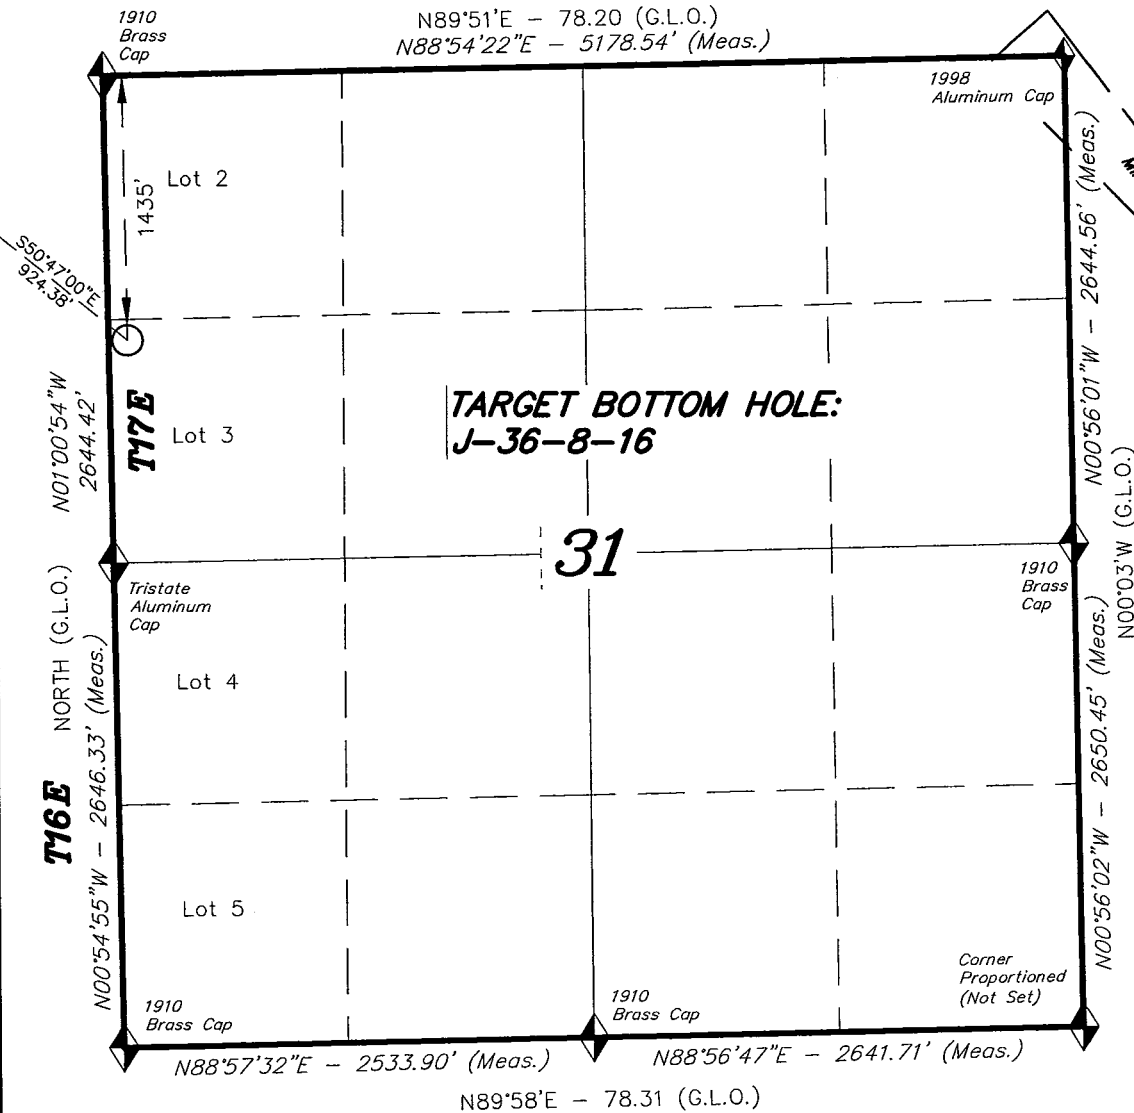 N89°51'E – 78.20 (G.L.O.)
N88°54'22"E – 5178.54' (Meas.)
1910
Brass
Cap
1998
Aluminum Cap
Lot 2
1435'
S50°47'00"E
924.38'
N00°56'01"W – 2644.56' (Meas.)
N01°00'54"W
2644.42'
T17E
Lot 3
TARGET BOTTOM HOLE:
J-36-8-16
N00°03'W (G.L.O.)
31
Tristate
Aluminum
Cap
1910
Brass
Cap
NORTH (G.L.O.)
T16E
N00°54'55"W – 2646.33' (Meas.)
Lot 4
N00°56'02"W – 2650.45' (Meas.)
Lot 5
1910
Brass Cap
1910
Brass Cap
Corner
Proportioned
(Not Set)
N88°57'32"E – 2533.90' (Meas.)
N88°56'47"E – 2641.71' (Meas.)
N89°58'E – 78.31 (G.L.O.)